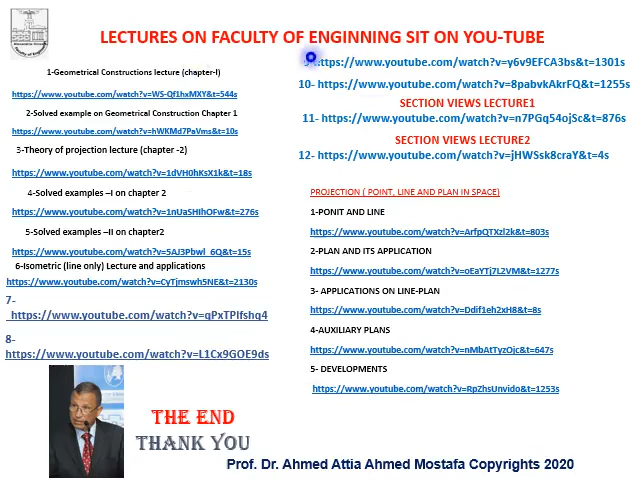 LECTURES ON FACULTY OF ENGINNING SIT ON YOU-TUBE
1-Geometrical Constructions lecture (chapter-I)
https://www.youtube.com/watch?v=WS-Qf1hxMXY&t=544s
2-Solved example on Geometrical Construction Chapter 1
https://www.youtube.com/watch?v=hWKMd7PaVms&t=10s
3-Theory of projection lecture (chapter -2)
https://www.youtube.com/watch?v=1dVH0hKsX1k&t=18s
4-Solved examples –I on chapter 2
https://www.youtube.com/watch?v=1nUaSHIhOFw&t=276s
5-Solved examples –II on chapter2
https://www.youtube.com/watch?v=5AJ3Pbwl_6Q&t=15s
6-Isometric (line only) Lecture and applications
https://www.youtube.com/watch?v=CyTjmswh5NE&t=2130s
7-
https://www.youtube.com/watch?v=qPxTPlfshq4
8-
https://www.youtube.com/watch?v=L1Cx9GOE9ds
https://www.youtube.com/watch?v=y6v9EFCA3bs&t=1301s
10- https://www.youtube.com/watch?v=8pabvkAkrFQ&t=1255s
SECTION VIEWS LECTURE1
11- https://www.youtube.com/watch?v=n7PGq54ojSc&t=876s
SECTION VIEWS LECTURE2
12- https://www.youtube.com/watch?v=jHWSsk8craY&t=4s
PROJECTION ( POINT, LINE AND PLAN IN SPACE)
1-PONIT AND LINE
https://www.youtube.com/watch?v=ArfpQTXzl2k&t=803s
2-PLAN AND ITS APPLICATION
https://www.youtube.com/watch?v=oEaYTj7L2VM&t=1277s
3- APPLICATIONS ON LINE-PLAN
https://www.youtube.com/watch?v=Ddif1eh2xH8&t=8s
4-AUXILIARY PLANS
https://www.youtube.com/watch?v=nMbAtTyzOjc&t=647s
5- DEVELOPMENTS
https://www.youtube.com/watch?v=RpZhsUnvido&t=1253s
THE END
THANK YOU
Prof. Dr. Ahmed Attia Ahmed Mostafa Copyrights 2020